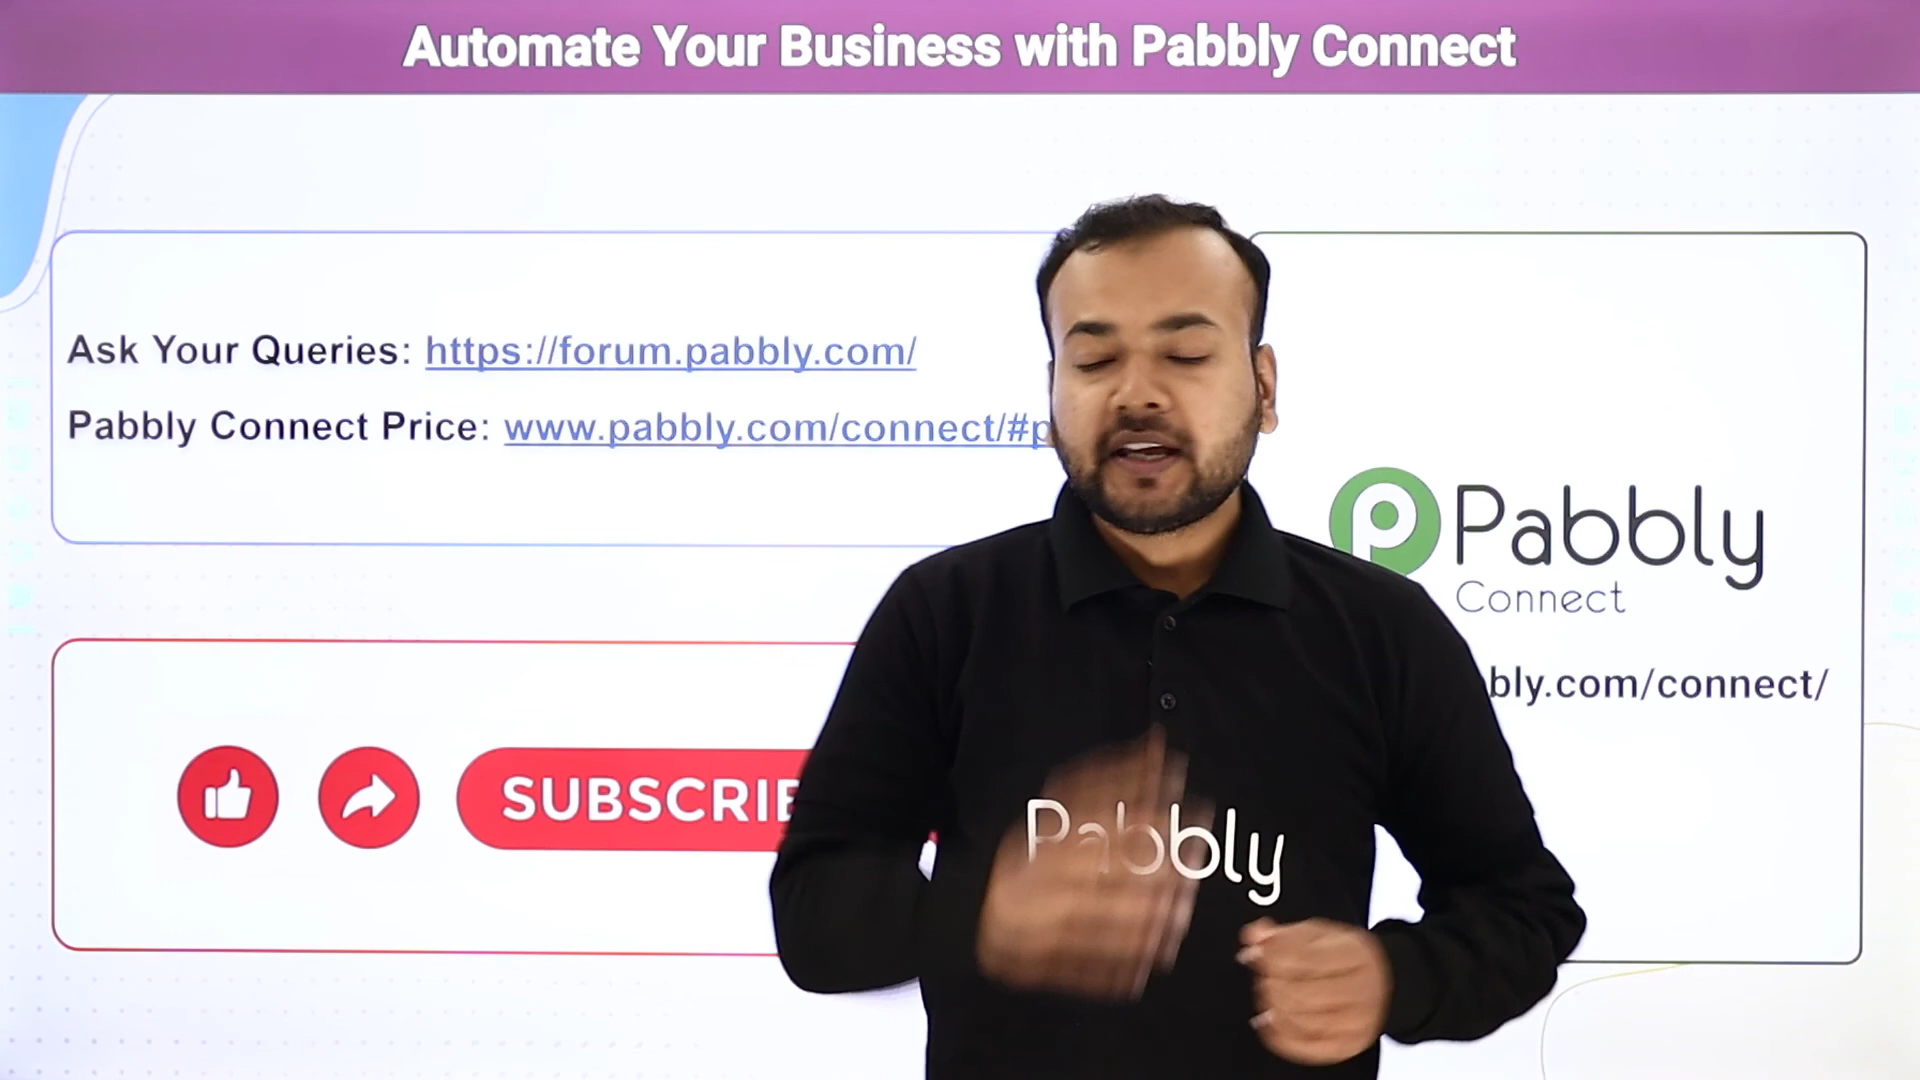 Automate Your Business with Pabbly Connect
Ask Your Queries: https://forum.pabbly.com/
Pabbly Connect Price: www.pabbly.com/connect/#p
Pabbly
Connect
bly.com/connect/
SUBSCRIBE
Pabbly